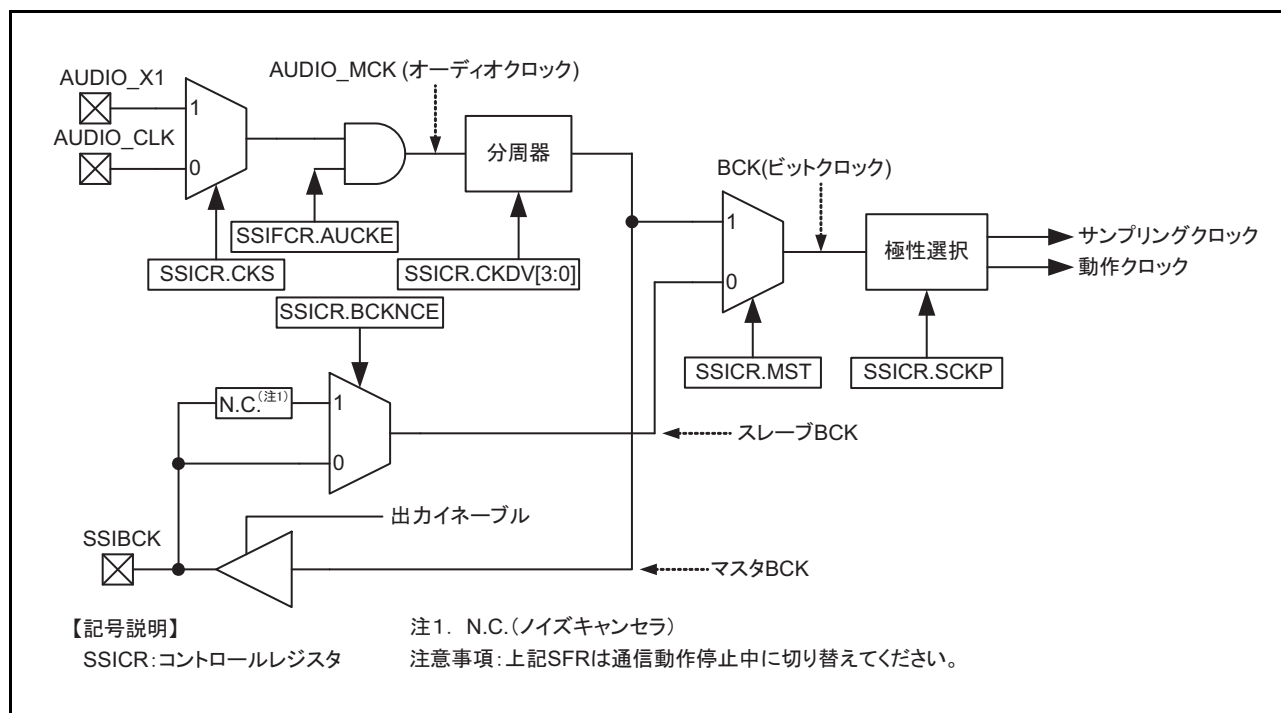 AUDIO_X1
AUDIO_CLK
1
0
AUDIO_MCK (オーディオクロック)
分周器
SSIFCR.AUCKE
SSICR.CKS
SSICR.CKDV[3:0]
BCK(ビットクロック)
1
0
極性選択
サンプリングクロック
動作クロック
SSICR.MST
SSICR.SCKP
SSICR.BCKNCE
N.C.(注1)
1
0
スレーブBCK
出力イネーブル
SSIBCK
マスタBCK
【記号説明】
SSICR:コントロールレジスタ
注1. N.C.(ノイズキャンセラ)
注意事項:上記SFRは通信動作停止中に切り替えてください。